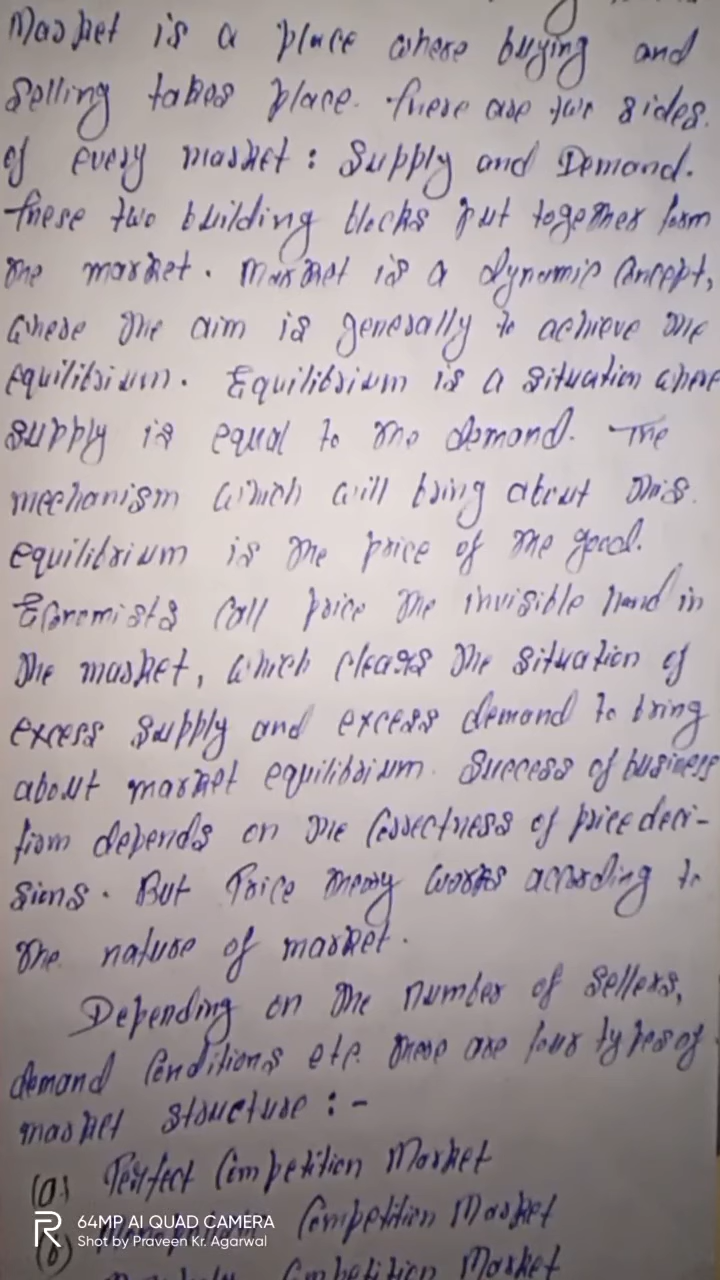 Market is a place where buying and
selling takes place. There are two sides.
of every market : Supply and Demand.
These two building blocks put together form
the market. Market is a dynamic Concept,
where the aim is generally to achieve the
equilibrium. Equilibrium is a situation where
supply is equal to the demand. The
mechanism which will bring about this.
equilibrium is the price of the good.
Economists call price the invisible hand in
the market, which clears the situation of
excess supply and excess demand to bring
about market equilibrium. Success of business
firm depends on the Correctness of price deci-
sions. But Price theory works according to
the nature of market.
Depending on the number of sellers,
demand Conditions etc. there are four types of
market structure : -
(a) Perfect Competition Market
(b) Competition Market
Competition Market
64MP AI QUAD CAMERA
Shot by Praveen Kr. Agarwal